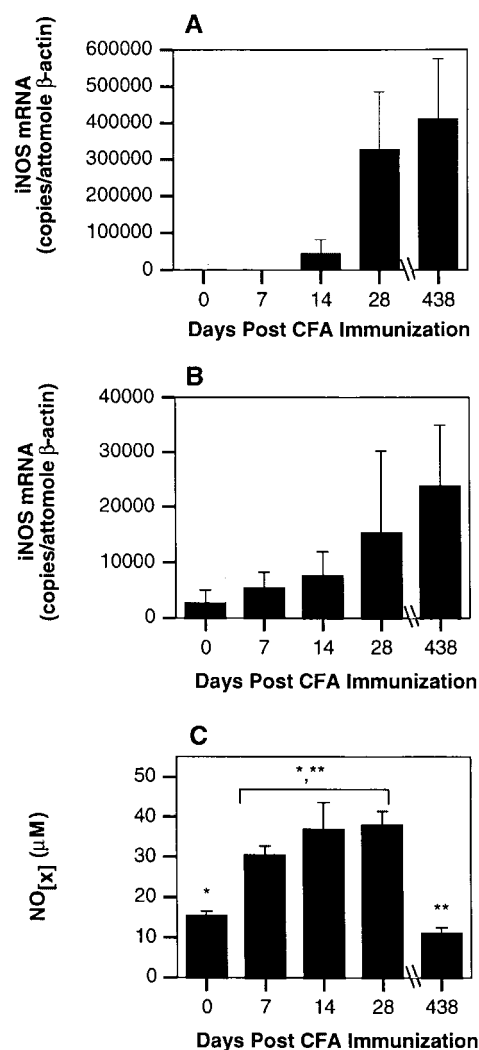 A
iNOS mRNA
(copies/attomole β-actin)
600000
500000
400000
300000
200000
100000
0
0 7 14 28 438
Days Post CFA Immunization
B
iNOS mRNA
(copies/attomole β-actin)
40000
30000
20000
10000
0
0 7 14 28 438
Days Post CFA Immunization
C
NO[x] (μM)
50
40
30
20
10
0
*,**
*
**
0 7 14 28 438
Days Post CFA Immunization